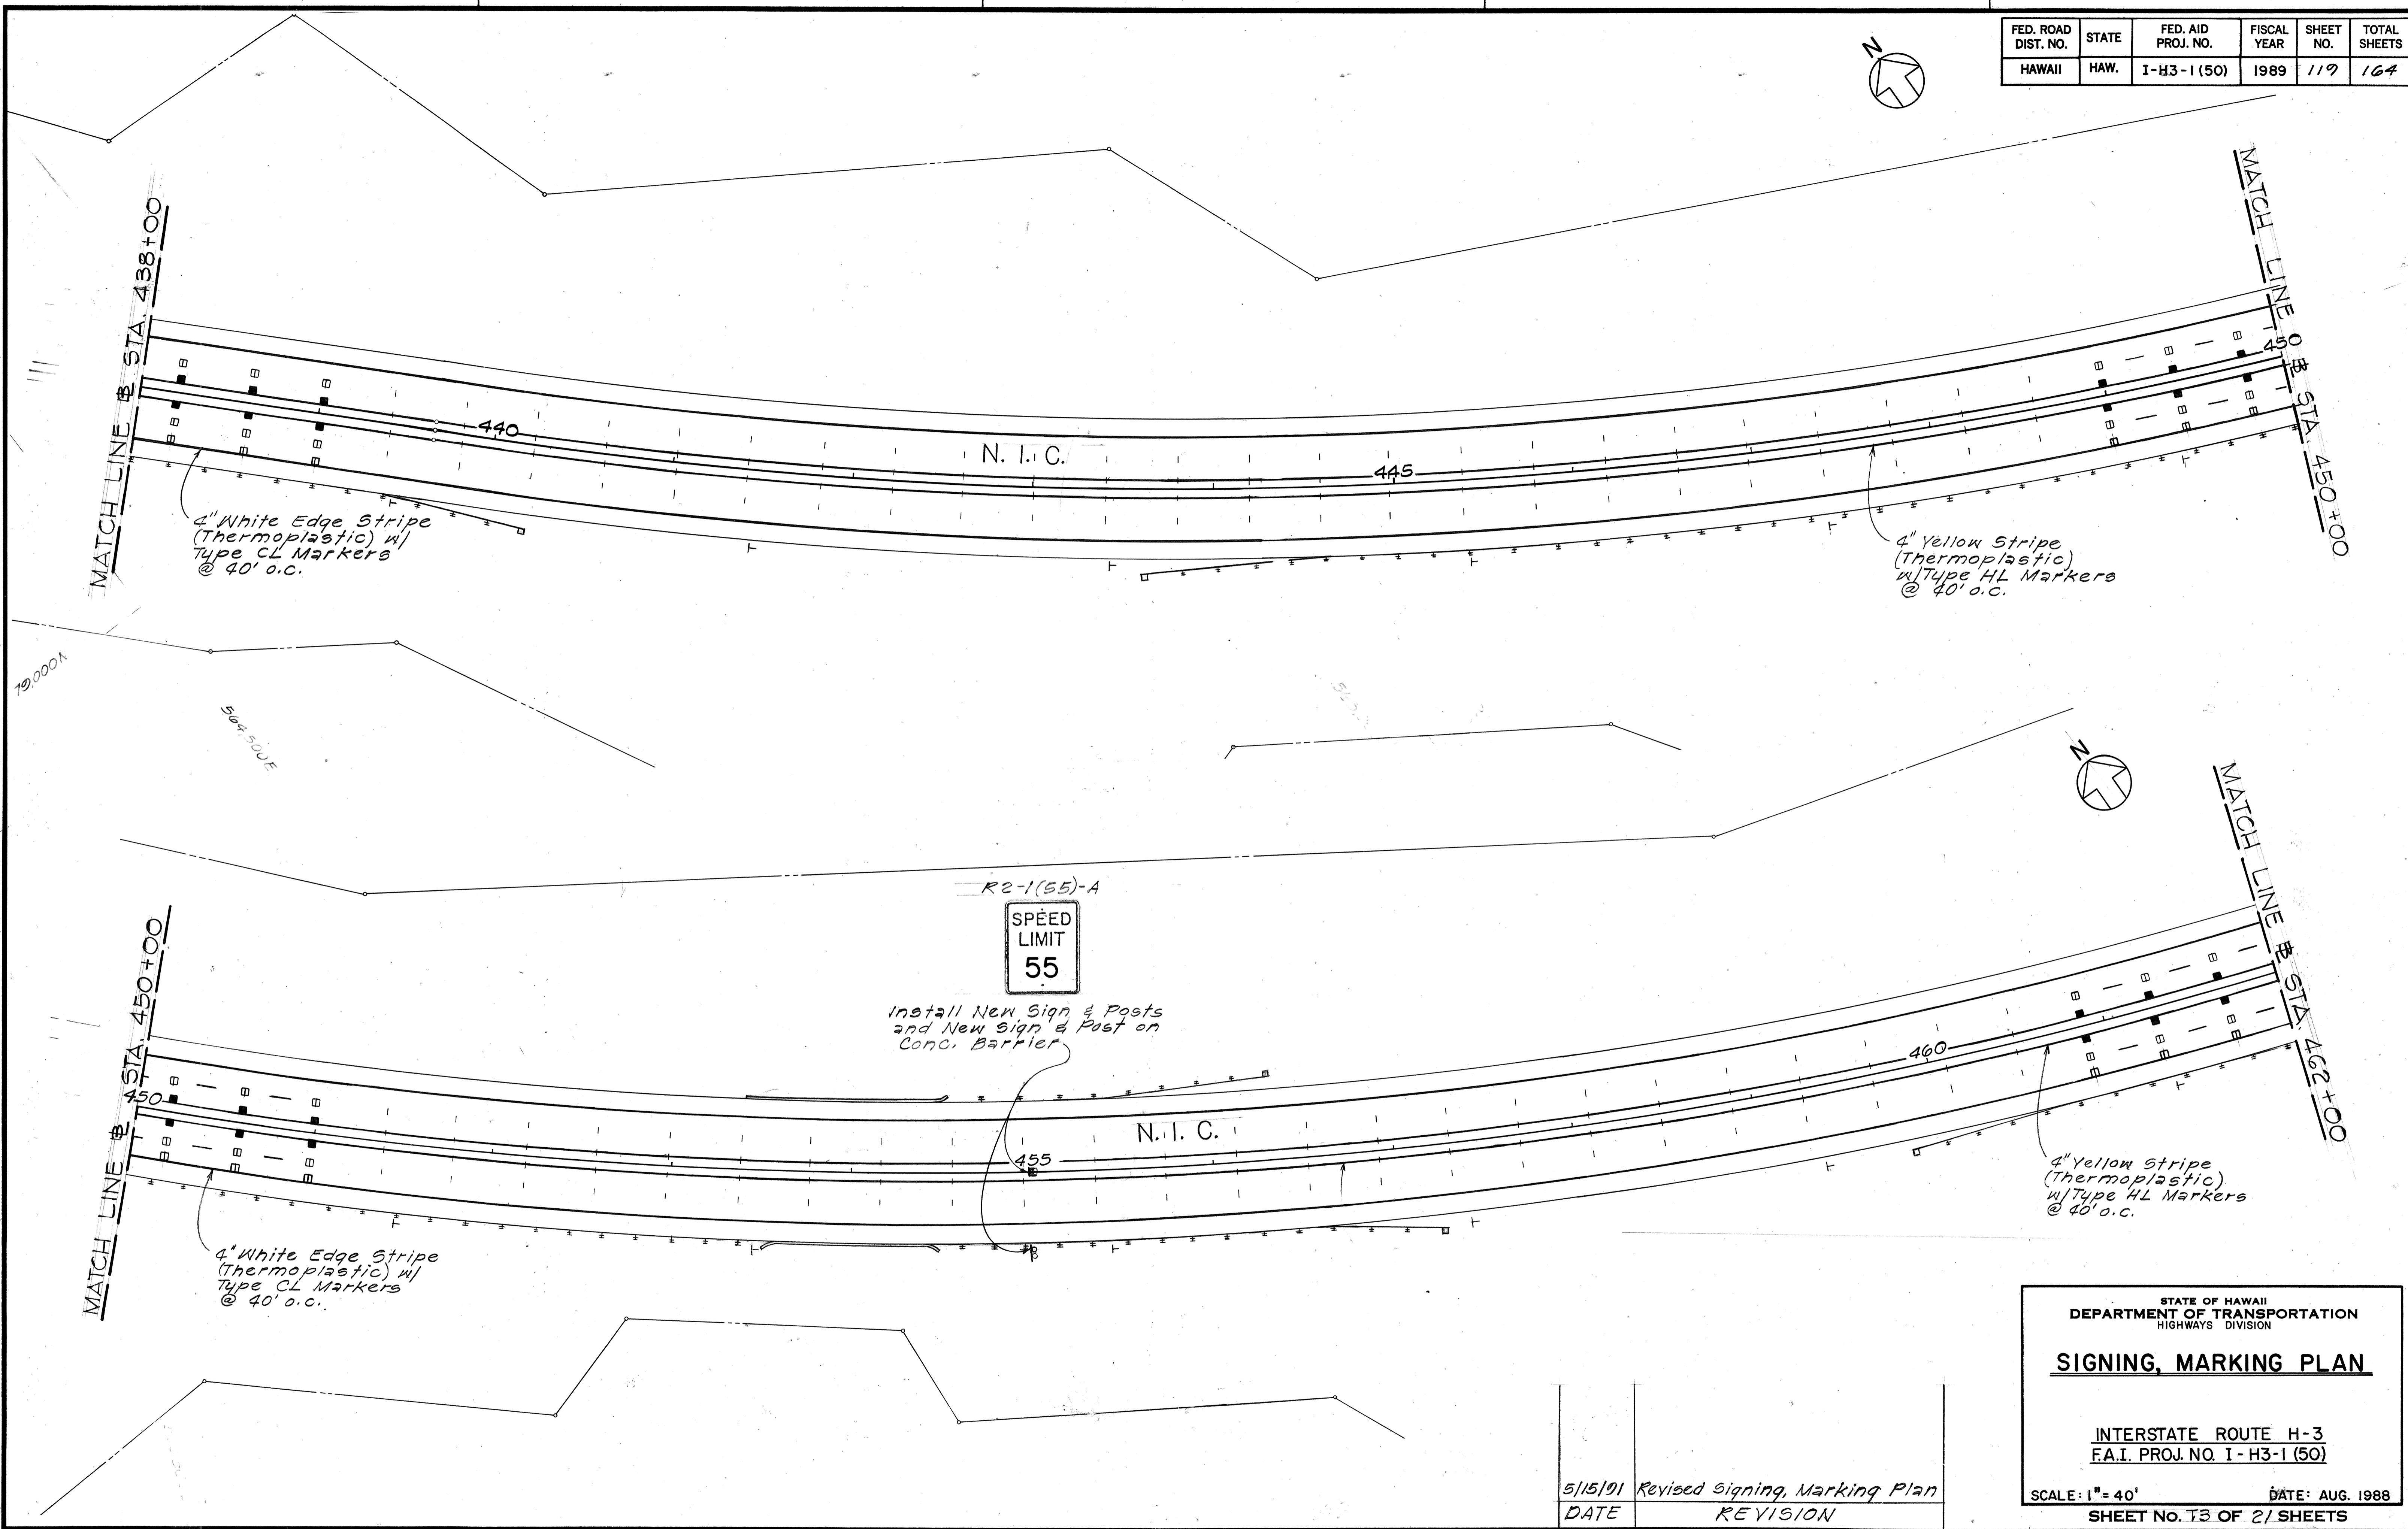 FED. ROAD DIST. NO. STATE FED. AID PROJ. NO. FISCAL YEAR SHEET NO. TOTAL SHEETS
HAWAII HAW. I-H3-1(50) 1989 119 164
N
MATCH LINE B STA. 438+00
MATCH LINE B STA. 450+00
440
N. I. C.
445
450
4" White Edge Stripe
(Thermoplastic) w/
Type CL Markers
@ 40' o.c.
4" Yellow Stripe
(Thermoplastic)
w/Type HL Markers
@ 40' o.c.
564,500E
N
R2-1(55)-A
SPEED
LIMIT
55
Install New Sign & Posts
and New Sign & Post on
Conc. Barrier
MATCH LINE B STA. 450+00
MATCH LINE B STA. 462+00
450
N. I. C.
455
460
4" White Edge Stripe
(Thermoplastic) w/
Type CL Markers
@ 40' o.c.
4" Yellow Stripe
(Thermoplastic)
w/Type HL Markers
@ 40' o.c.
5/15/91 Revised Signing, Marking Plan
DATE REVISION
STATE OF HAWAII
DEPARTMENT OF TRANSPORTATION
HIGHWAYS DIVISION
SIGNING, MARKING PLAN
INTERSTATE ROUTE H-3
F.A.I. PROJ. NO. I-H3-1(50)
SCALE: 1" = 40' DATE: AUG. 1988
SHEET No. T3 OF 21 SHEETS